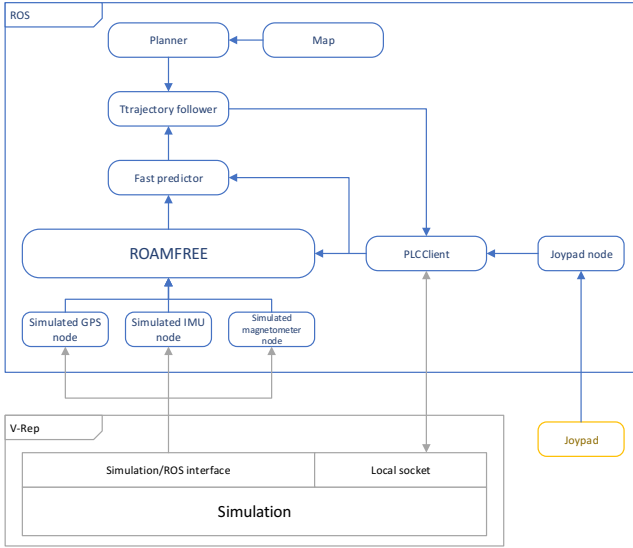 ROS
Planner
Map
Ttrajectory follower
Fast predictor
ROAMFREE
PLCClient
Joypad node
Simulated GPS
node
Simulated IMU
node
Simulated
magnetometer
node
V-Rep
Joypad
Simulation/ROS interface
Local socket
Simulation